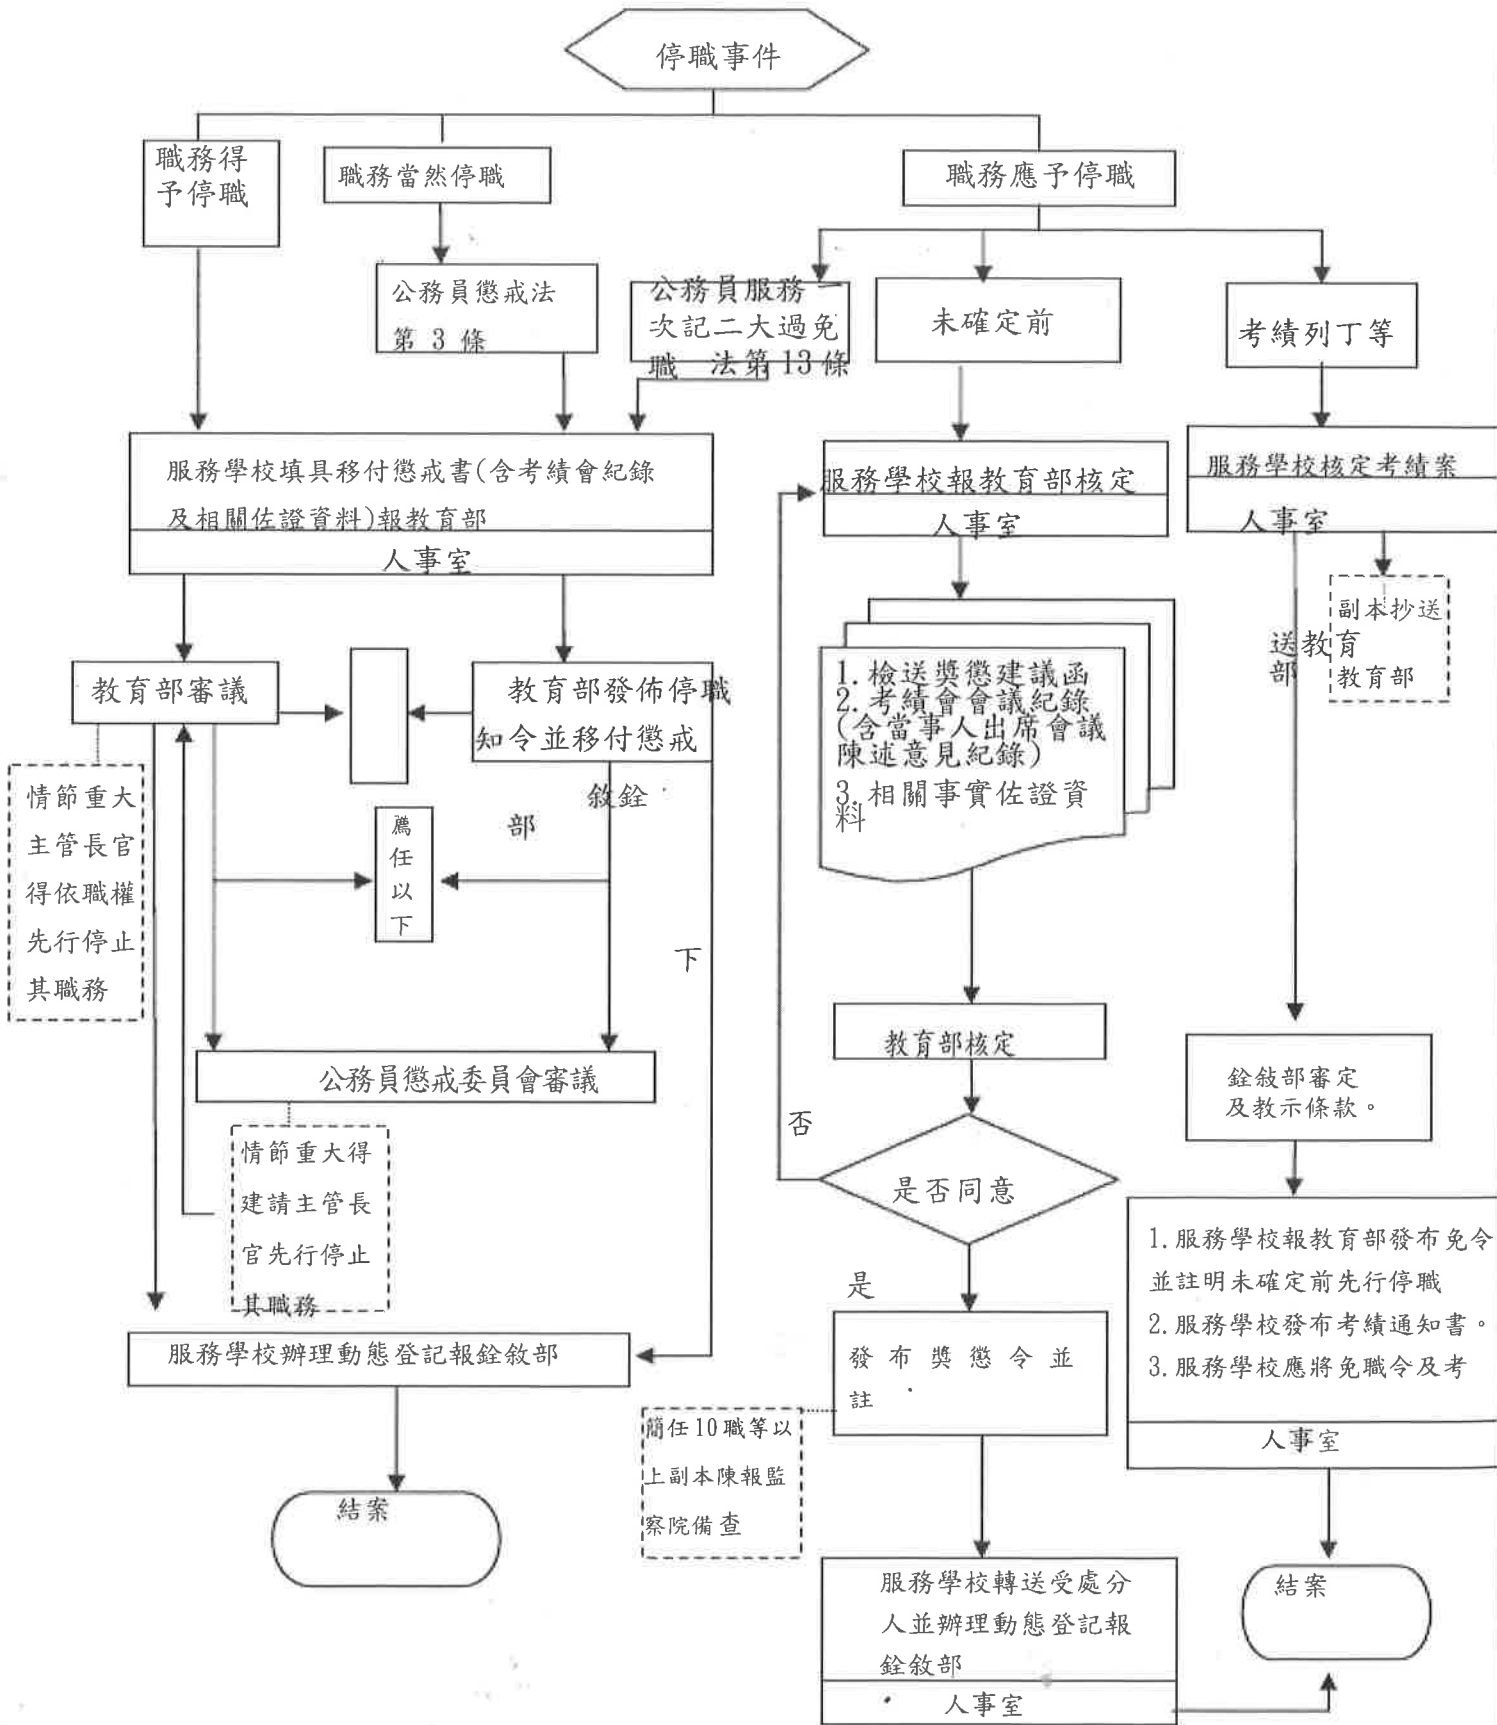 停職事件
職務得
予停職
職務當然停職
職務應予停職
公務員懲戒法
第 3 條
公務員服務一
次記二大過免
職 法第13條
未確定前
考績列丁等
服務學校填具移付懲戒書(含考績會紀錄
及相關佐證資料)報教育部
人事室
服務學校報教育部核定
人事室
服務學校核定考績案
人事室
副本抄送
教育部
送教育
部
教育部審議
教育部發佈停職
知令並移付懲戒
敘銓
部
1.檢送獎懲建議函
2.考績會會議紀錄
(含當事人出席會議
陳述意見紀錄)
3.相關事實佐證資
料
情節重大
主管長官
得依職權
先行停止
其職務
薦
任
以
下
下
教育部核定
公務員懲戒委員會審議
銓敘部審定
及教示條款。
否
是否同意
是
情節重大得
建請主管長
官先行停止
其職務
1.服務學校報教育部發布免令
並註明未確定前先行停職
2.服務學校發布考績通知書。
3.服務學校應將免職令及考
人事室
服務學校辦理動態登記報銓敘部
發布獎懲令並
註
簡任10職等以
上副本陳報監
察院備查
結案
服務學校轉送受處分
人並辦理動態登記報
銓敘部
人事室
結案